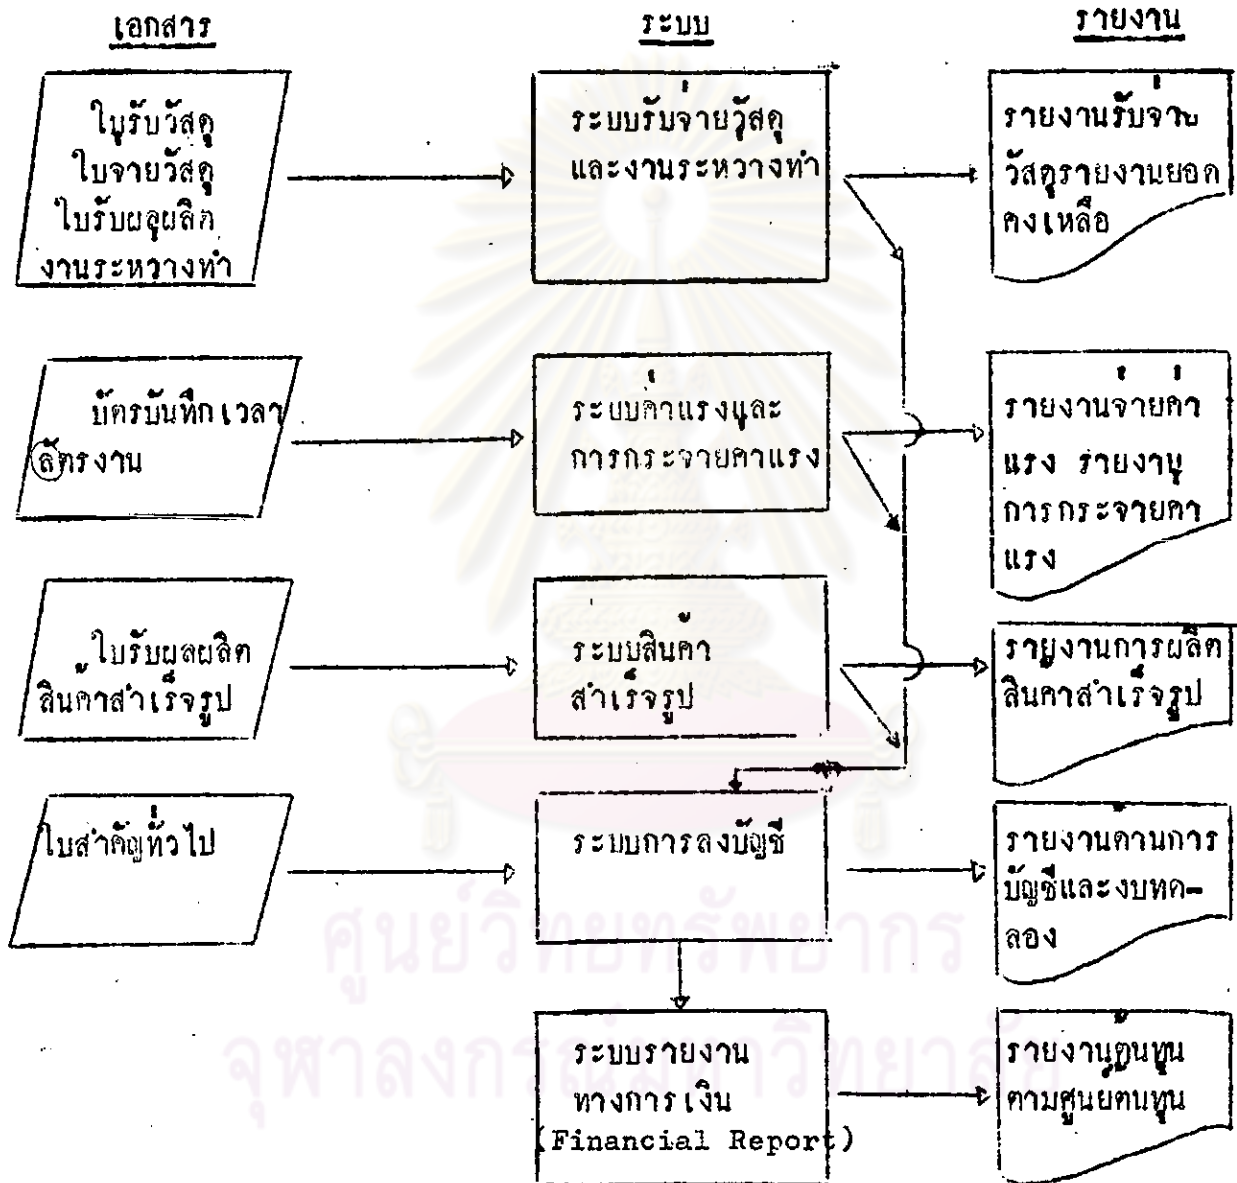 เอกสาร
ระบบ
รายงาน
ใบรับวัสดุ
ใบจ่ายวัสดุ
ใบรับผลผลิต
งานระหว่างทำ
ระบบรับจ่ายวัสดุ
และงานระหว่างทำ
รายงานรับจ่าย
วัสดุรายงานยอด
คงเหลือ
บัตรบันทึกเวลา
ลัตรงาน
ระบบค่าแรงและ
การกระจายคาแรง
รายงานจ่ายค่า
แรง รายงาน
การกระจายคา
แรง
ใบรับผลผลิต
สินค้าสำเร็จรูป
ระบบสินค้า
สำเร็จรูป
รายงานการผลิต
สินคาสำเร็จรูป
ใบสำคัญทั่วไป
ระบบการลงบัญชี
รายงานด้านการ
บัญชีและงบทด-
ลอง
ระบบรายงาน
ทางการเงิน
(Financial Report)
รายงานต้นทุน
ตามศูนย์ต้นทุน
ศูนย์วิทยทรัพยากร
จุฬาลงกรณ์มหาวิทยาลัย